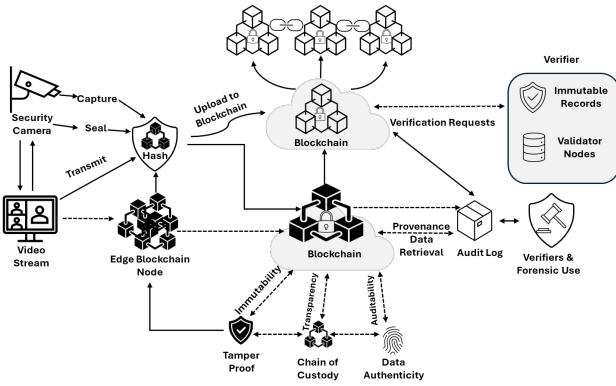 Verifier
Immutable
Records
Validator
Nodes
Capture
Security
Camera
Seal
Hash
Upload to
Blockchain
Blockchain
Verification Requests
Transmit
Video
Stream
Edge Blockchain
Node
Blockchain
Provenance
Data
Retrieval
Audit Log
Verifiers &
Forensic Use
Immutability
Transparency
Auditability
Tamper
Proof
Chain of
Custody
Data
Authenticity